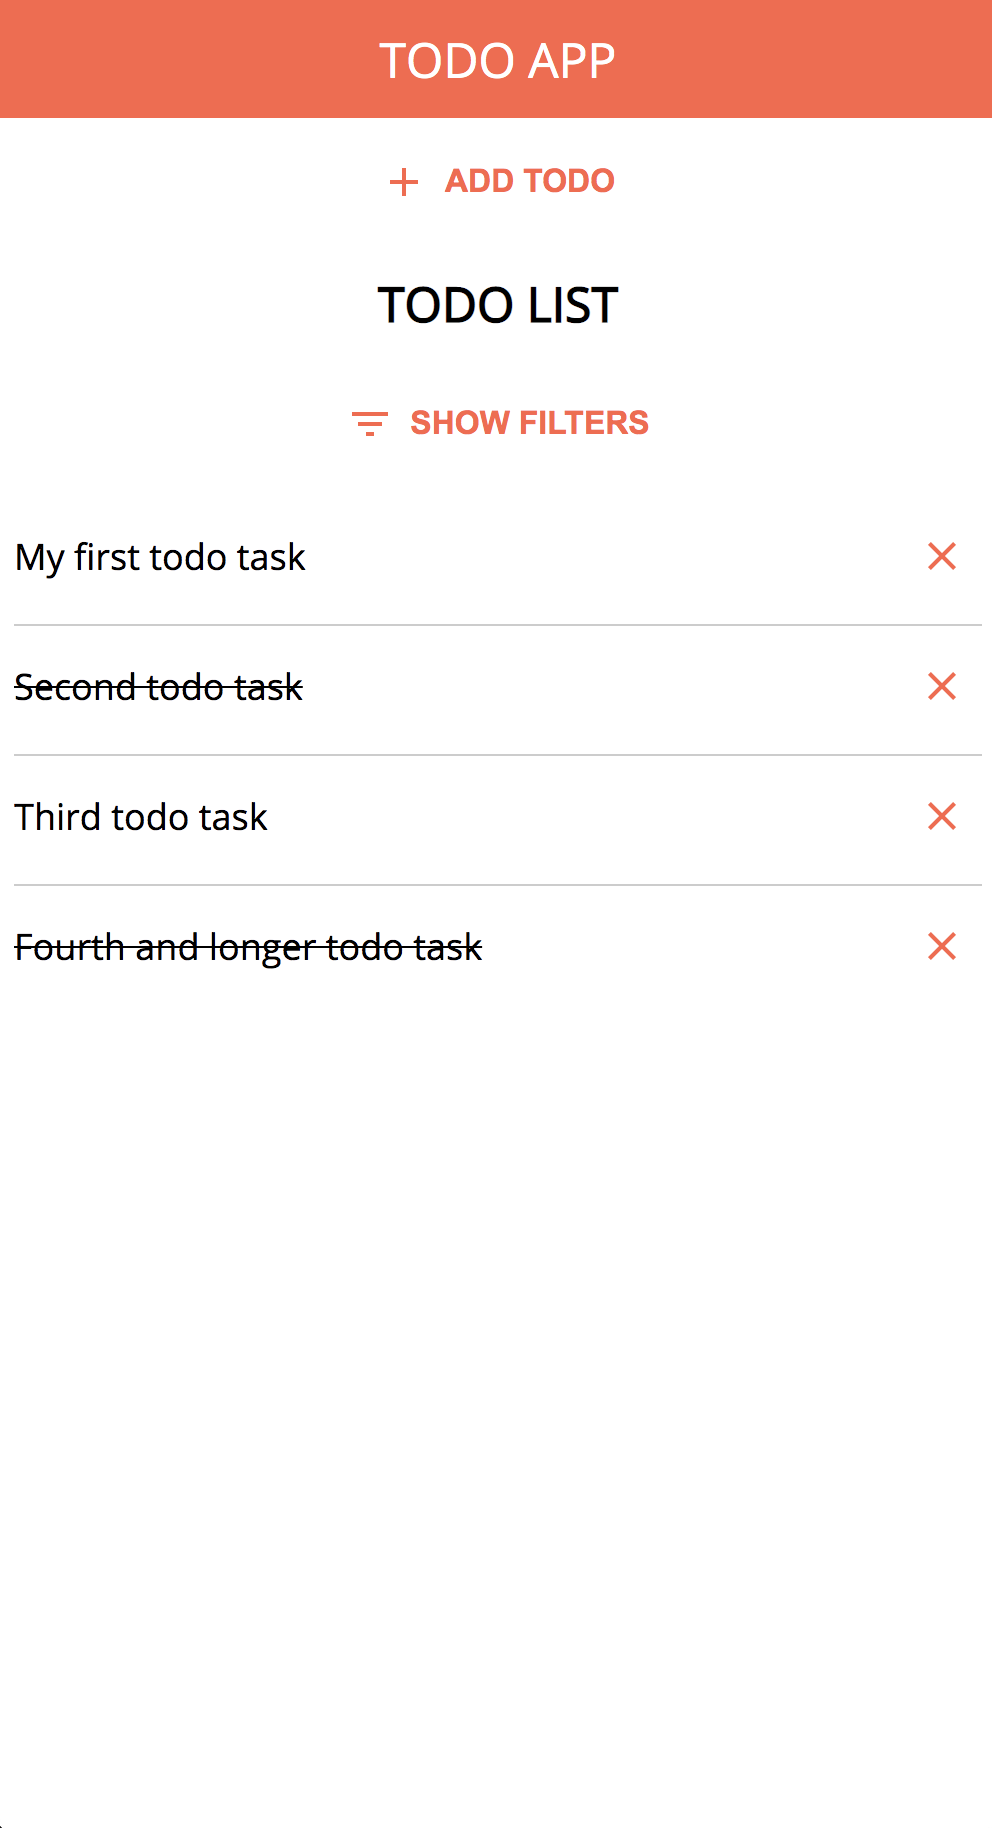 TODO APP
ADD TODO
TODO LIST
SHOW FILTERS
My first todo task
Second todo task
Third todo task
Fourth and longer todo task